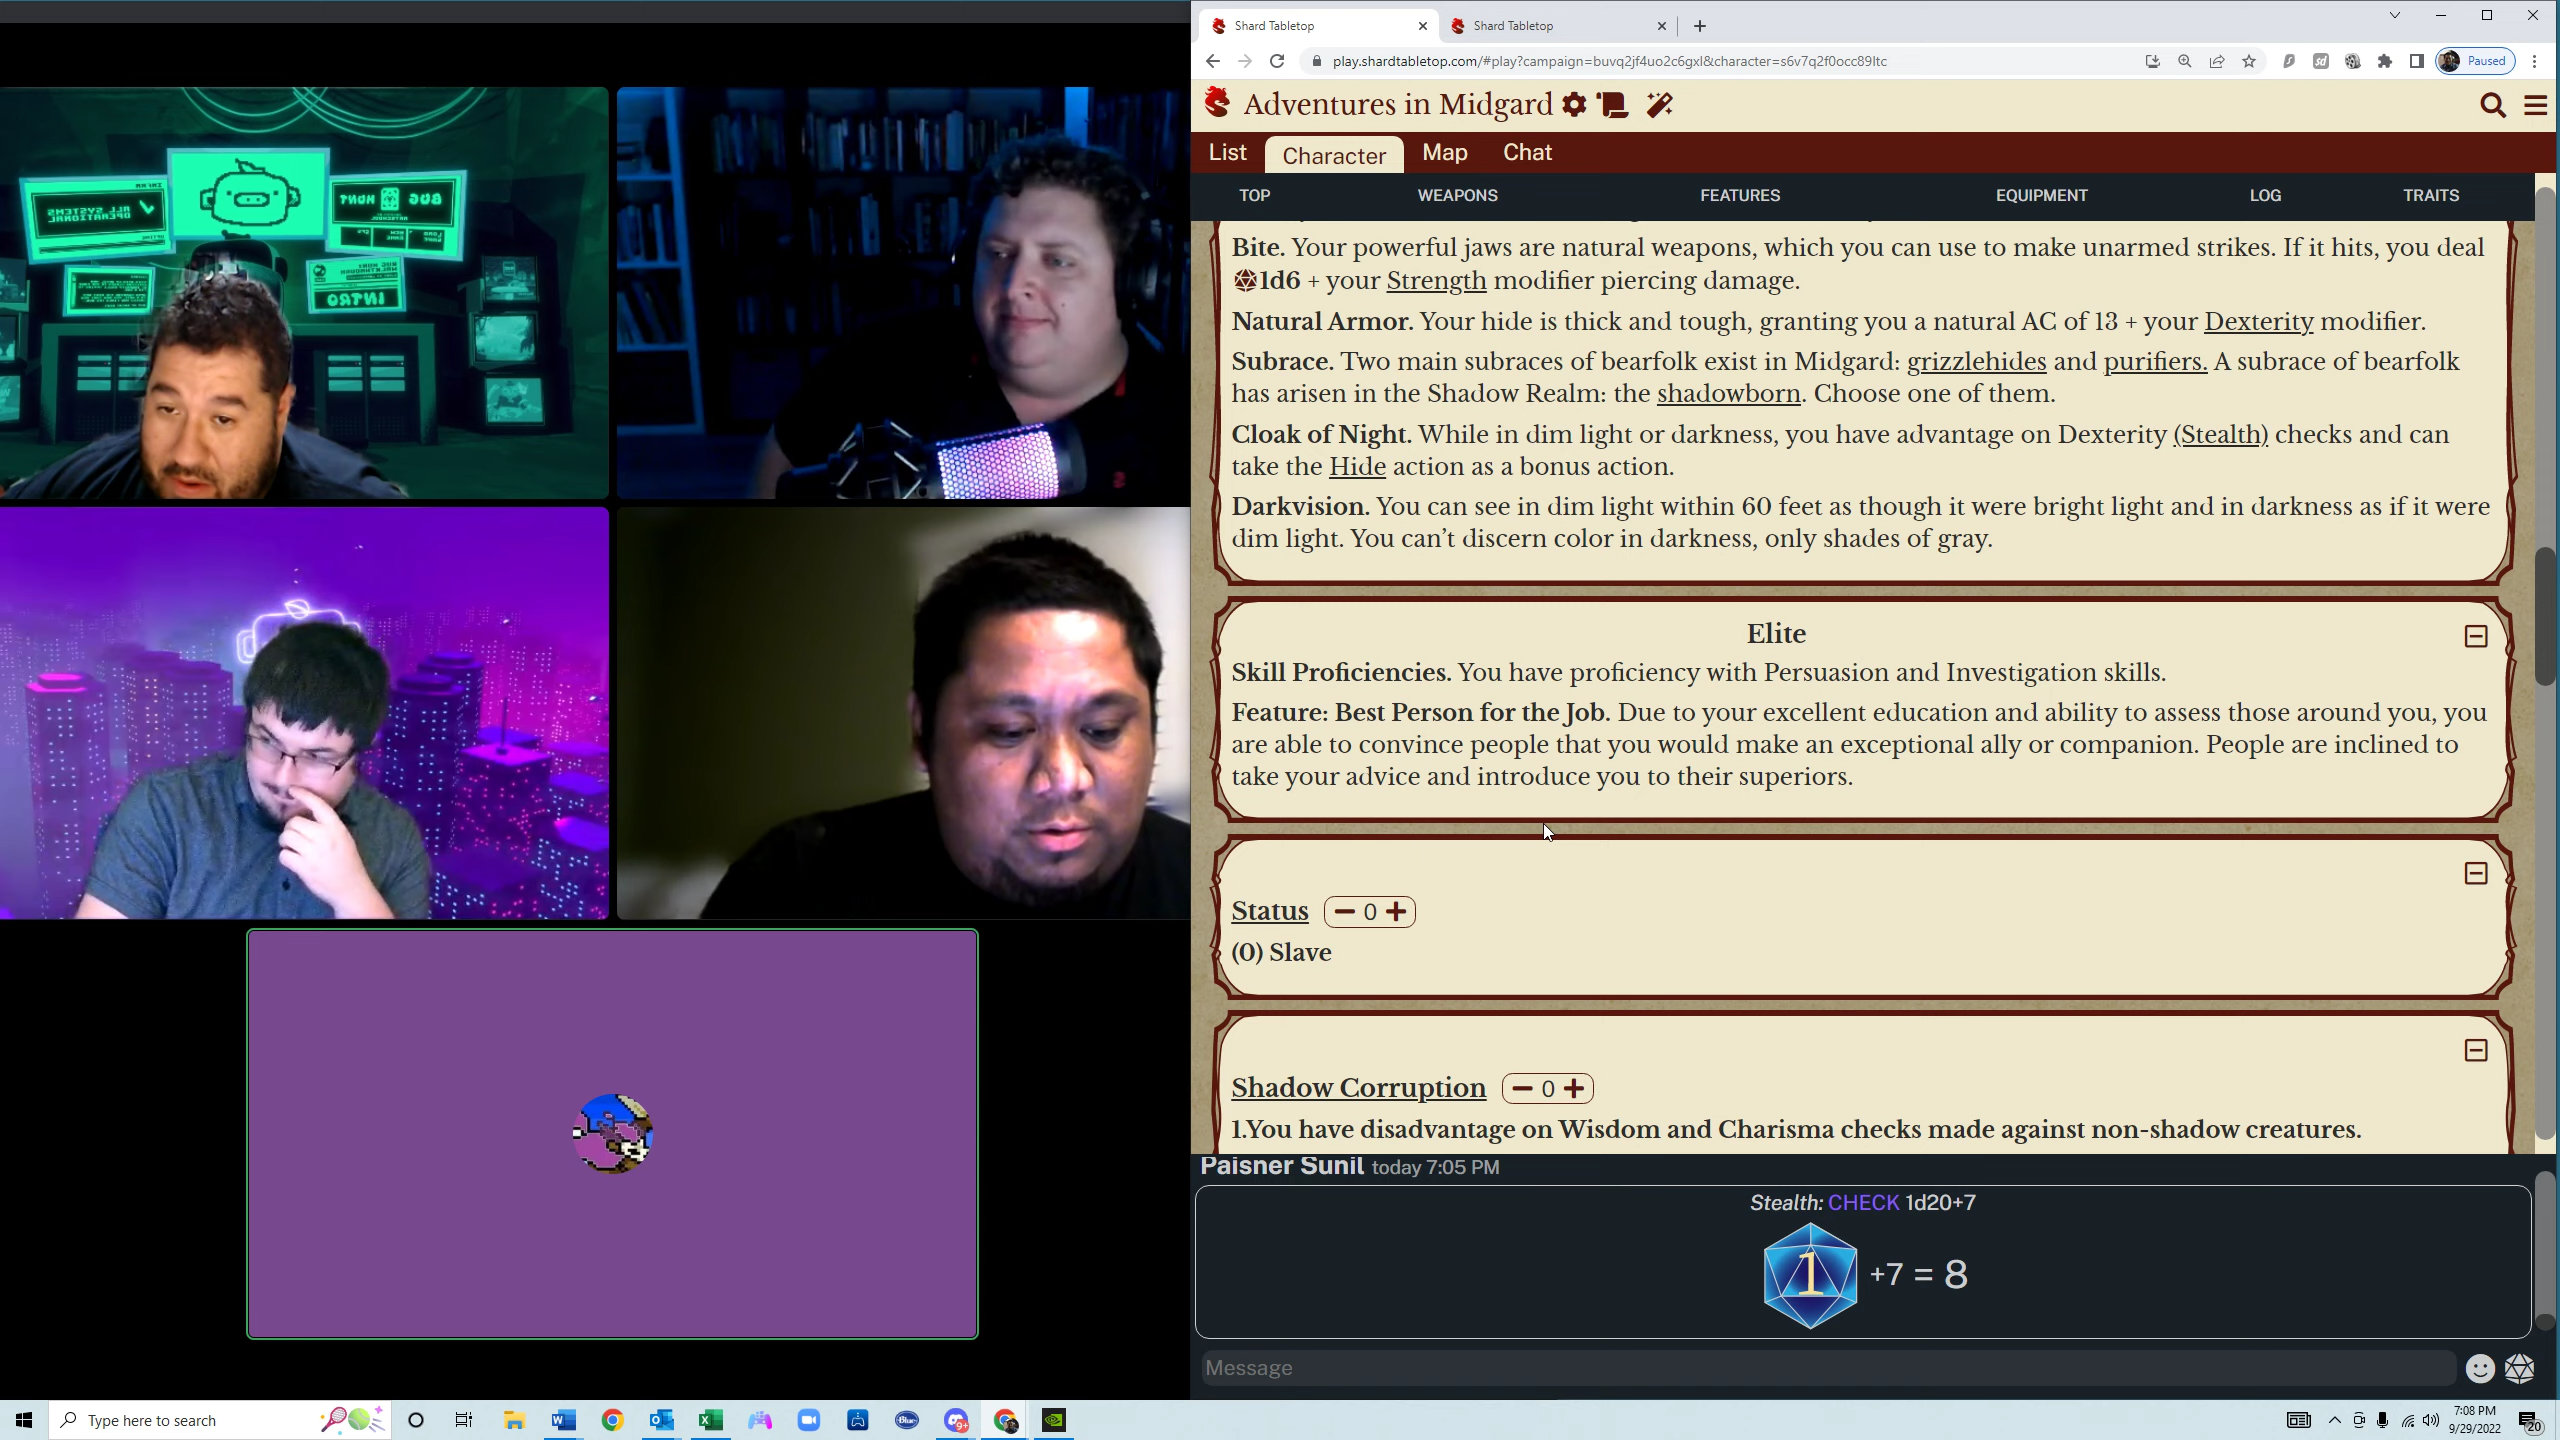 Shard Tabletop
Shard Tabletop
play.shardtabletop.com/#play?campaign=buvq2jf4uo2c6gxl&character=s6v7q2f0occ89ltc
Paused
Adventures in Midgard
List Character Map Chat
TOP WEAPONS FEATURES EQUIPMENT LOG TRAITS
Bite. Your powerful jaws are natural weapons, which you can use to make unarmed strikes. If it hits, you deal
1d6 + your Strength modifier piercing damage.
Natural Armor. Your hide is thick and tough, granting you a natural AC of 13 + your Dexterity modifier.
Subrace. Two main subraces of bearfolk exist in Midgard: grizzlehides and purifiers. A subrace of bearfolk
has arisen in the Shadow Realm: the shadowborn. Choose one of them.
Cloak of Night. While in dim light or darkness, you have advantage on Dexterity (Stealth) checks and can
take the Hide action as a bonus action.
Darkvision. You can see in dim light within 60 feet as though it were bright light and in darkness as if it were
dim light. You can't discern color in darkness, only shades of gray.
Elite
Skill Proficiencies. You have proficiency with Persuasion and Investigation skills.
Feature: Best Person for the Job. Due to your excellent education and ability to assess those around you, you
are able to convince people that you would make an exceptional ally or companion. People are inclined to
take your advice and introduce you to their superiors.
Status 0
(0) Slave
Shadow Corruption 0
1.You have disadvantage on Wisdom and Charisma checks made against non-shadow creatures.
Paisner Sunil today 7:05 PM
Stealth: CHECK 1d20+7
1 +7 = 8
Message
ALL SYSTEMS
OPERATIONAL
BUG HUNT
INTRO
Type here to search
Blue
9+
7:08 PM
9/29/2022
20